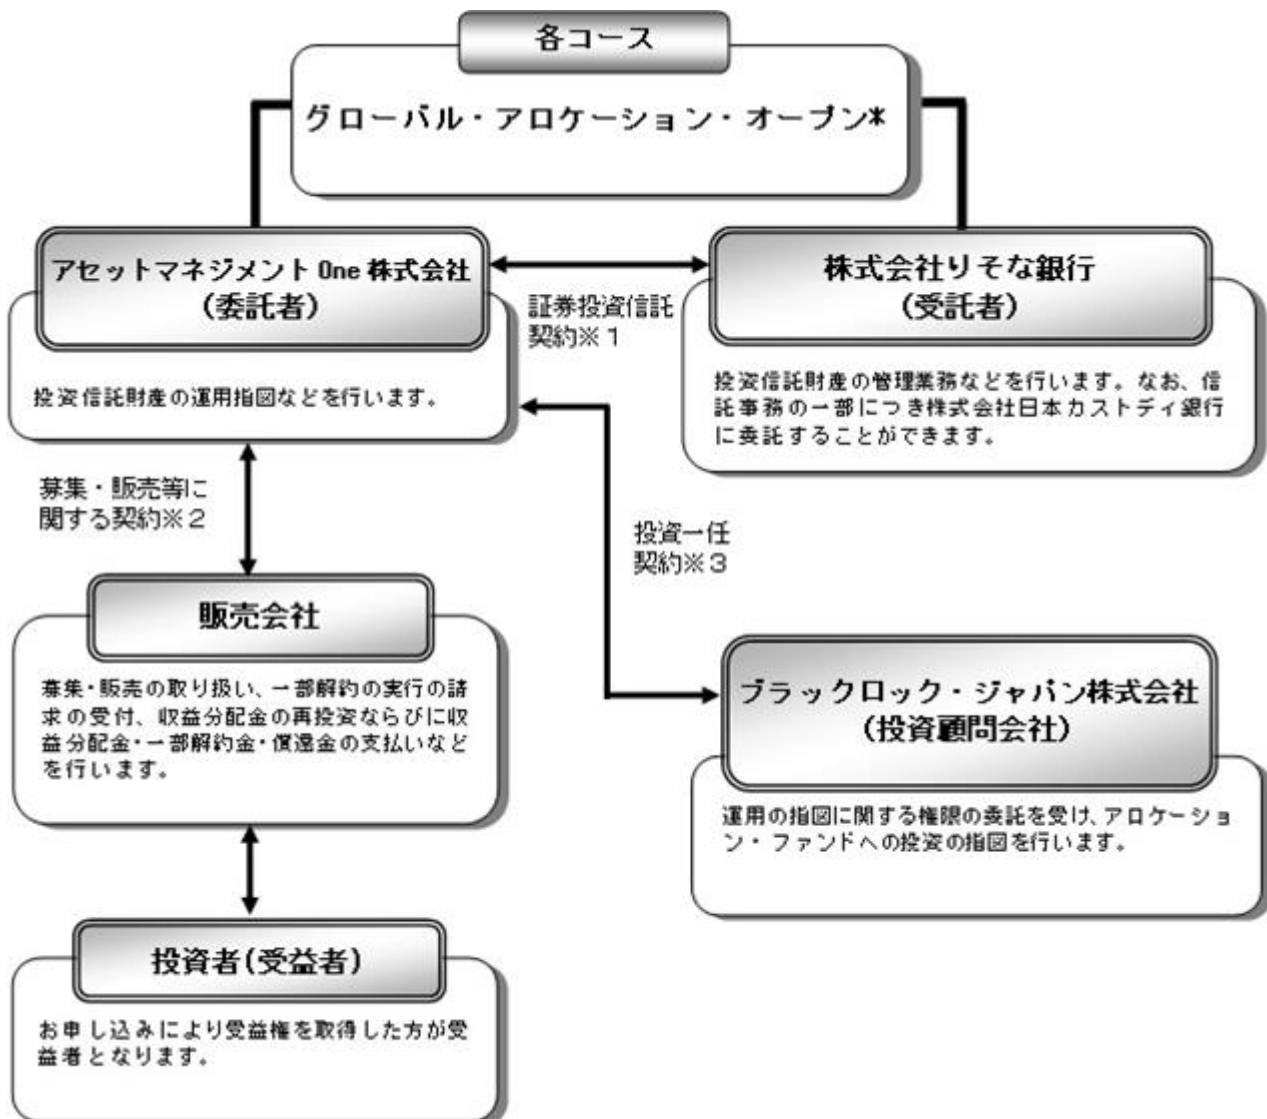 各コース
グローバル・アロケーション・オープン*
アセットマネジメント One 株式会社
(委託者)
投資信託財産の運用指図などを行います。
証券投資信託
契約※１
株式会社りそな銀行
(受託者)
投資信託財産の管理業務などを行います。なお、信
託事務の一部につき株式会社日本カストディ銀行
に委託することができます。
募集・販売等に
関する契約※２
投資一任
契約※３
販売会社
募集・販売の取り扱い、一部解約の実行の請
求の受付、収益分配金の再投資ならびに収
益分配金・一部解約金・償還金の支払いなど
を行います。
ブラックロック・ジャパン株式会社
(投資顧問会社)
運用の指図に関する権限の委託を受け、アロケーショ
ン・ファンドへの投資の指図を行います。
投資者(受益者)
お申し込みにより受益権を取得した方が受
益者となります。